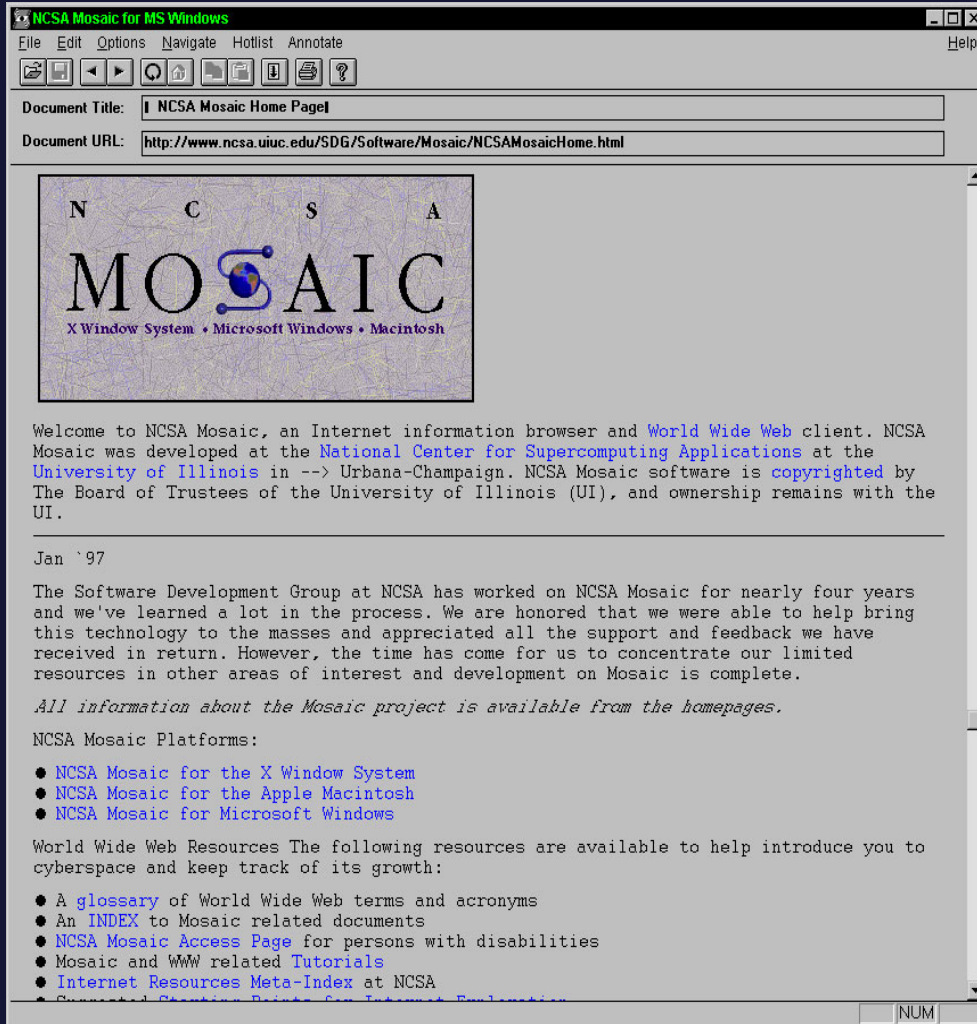 NCSA Mosaic for MS Windows
File Edit Options Navigate Hotlist Annotate Help
Document Title: NCSA Mosaic Home Page
Document URL: http://www.ncsa.uiuc.edu/SDG/Software/Mosaic/NCSAMosaicHome.html
N C S A
MOSAIC
X Window System • Microsoft Windows • Macintosh
Welcome to NCSA Mosaic, an Internet information browser and World Wide Web client. NCSA
Mosaic was developed at the National Center for Supercomputing Applications at the
University of Illinois in --> Urbana-Champaign. NCSA Mosaic software is copyrighted by
The Board of Trustees of the University of Illinois (UI), and ownership remains with the
UI.
Jan `97
The Software Development Group at NCSA has worked on NCSA Mosaic for nearly four years
and we've learned a lot in the process. We are honored that we were able to help bring
this technology to the masses and appreciated all the support and feedback we have
received in return. However, the time has come for us to concentrate our limited
resources in other areas of interest and development on Mosaic is complete.
All information about the Mosaic project is available from the homepages.
NCSA Mosaic Platforms:
● NCSA Mosaic for the X Window System
● NCSA Mosaic for the Apple Macintosh
● NCSA Mosaic for Microsoft Windows
World Wide Web Resources The following resources are available to help introduce you to
cyberspace and keep track of its growth:
● A glossary of World Wide Web terms and acronyms
● An INDEX to Mosaic related documents
● NCSA Mosaic Access Page for persons with disabilities
● Mosaic and WWW related Tutorials
● Internet Resources Meta-Index at NCSA
● Suggested Starting Points for Internet Exploration
NUM